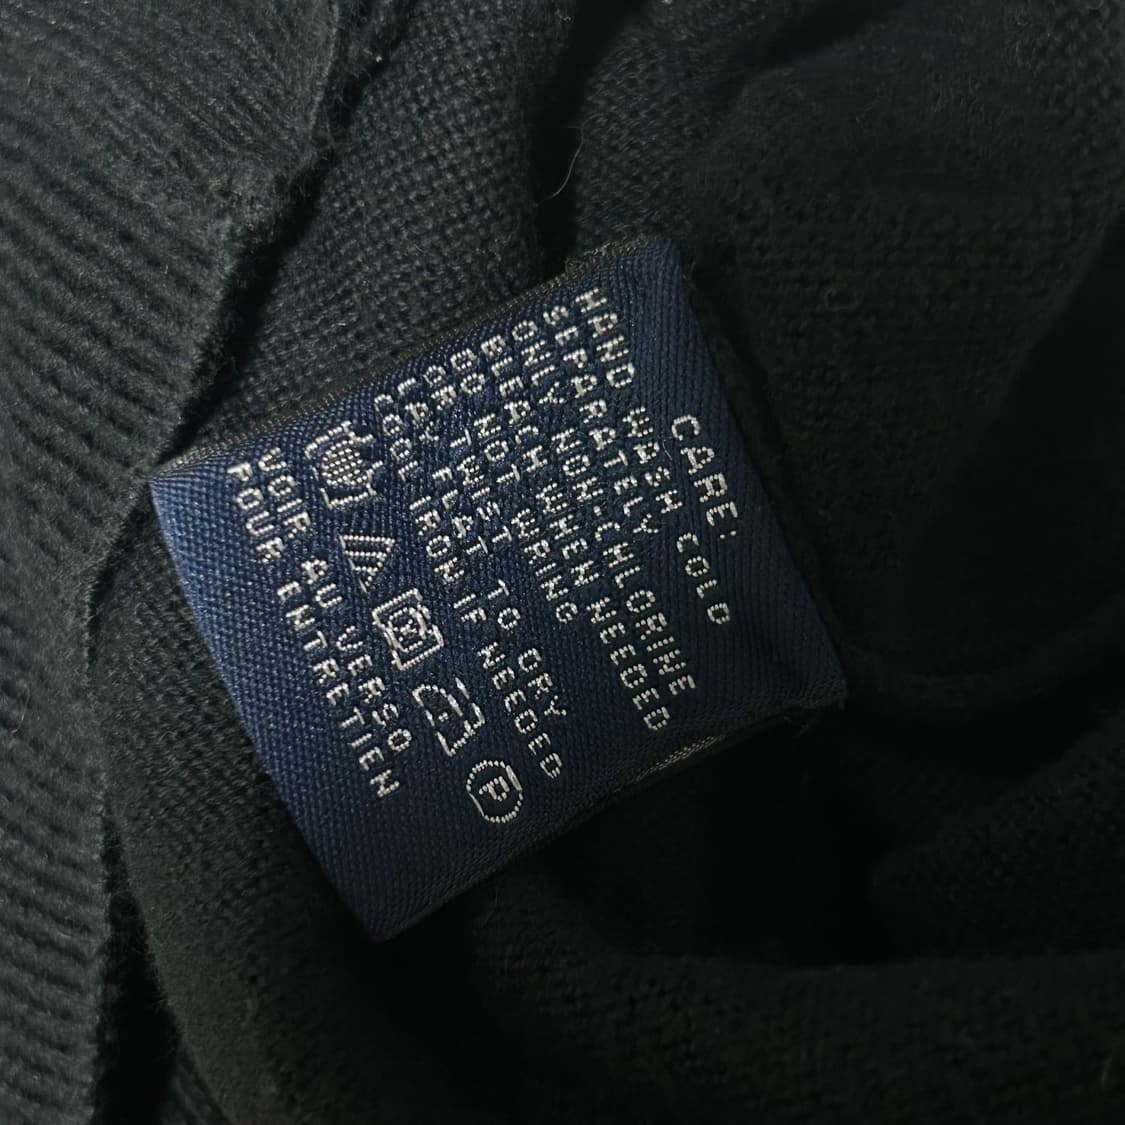 CARE:
HAND WASH COLD
SEPARATELY
ONLY NON-CHLORINE
BLEACH WHEN NEEDED
DO NOT WRING
OR TWIST TO DRY
LAY FLAT
COOL IRON IF NEEDED
P
VOIR AU VERSO
POUR ENTRETIEN